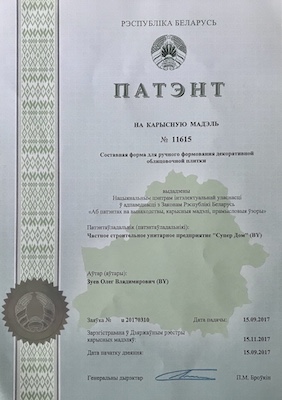 РЭСПУБЛІКА БЕЛАРУСЬ
ПАТЭНТ
НА КАРЫСНУЮ МАДЭЛЬ
№ 11615
Составная форма для ручного формования декоративной
облицовочной плитки
выдадзены
Нацыянальным цэнтрам інтэлектуальнай уласнасці
ў адпаведнасці з Законам Рэспублікі Беларусь
«Аб патэнтах на вынаходствы, карысныя мадэлі, прамысловыя ўзоры»
Патэнтаўладальнік (патэнтаўладальнікі):
Частное строительное унитарное предприятие "Супер Дом" (BY)
Аўтар (аўтары):
Зуев Олег Владимирович (BY)
Заяўка № u 20170310 Дата падачы: 15.09.2017
Зарэгістравана ў Дзяржаўным рэестры
карысных мадэляў: 15.11.2017
Дата пачатку дзеяння: 15.09.2017
Генеральны дырэктар П.М. Броўкін